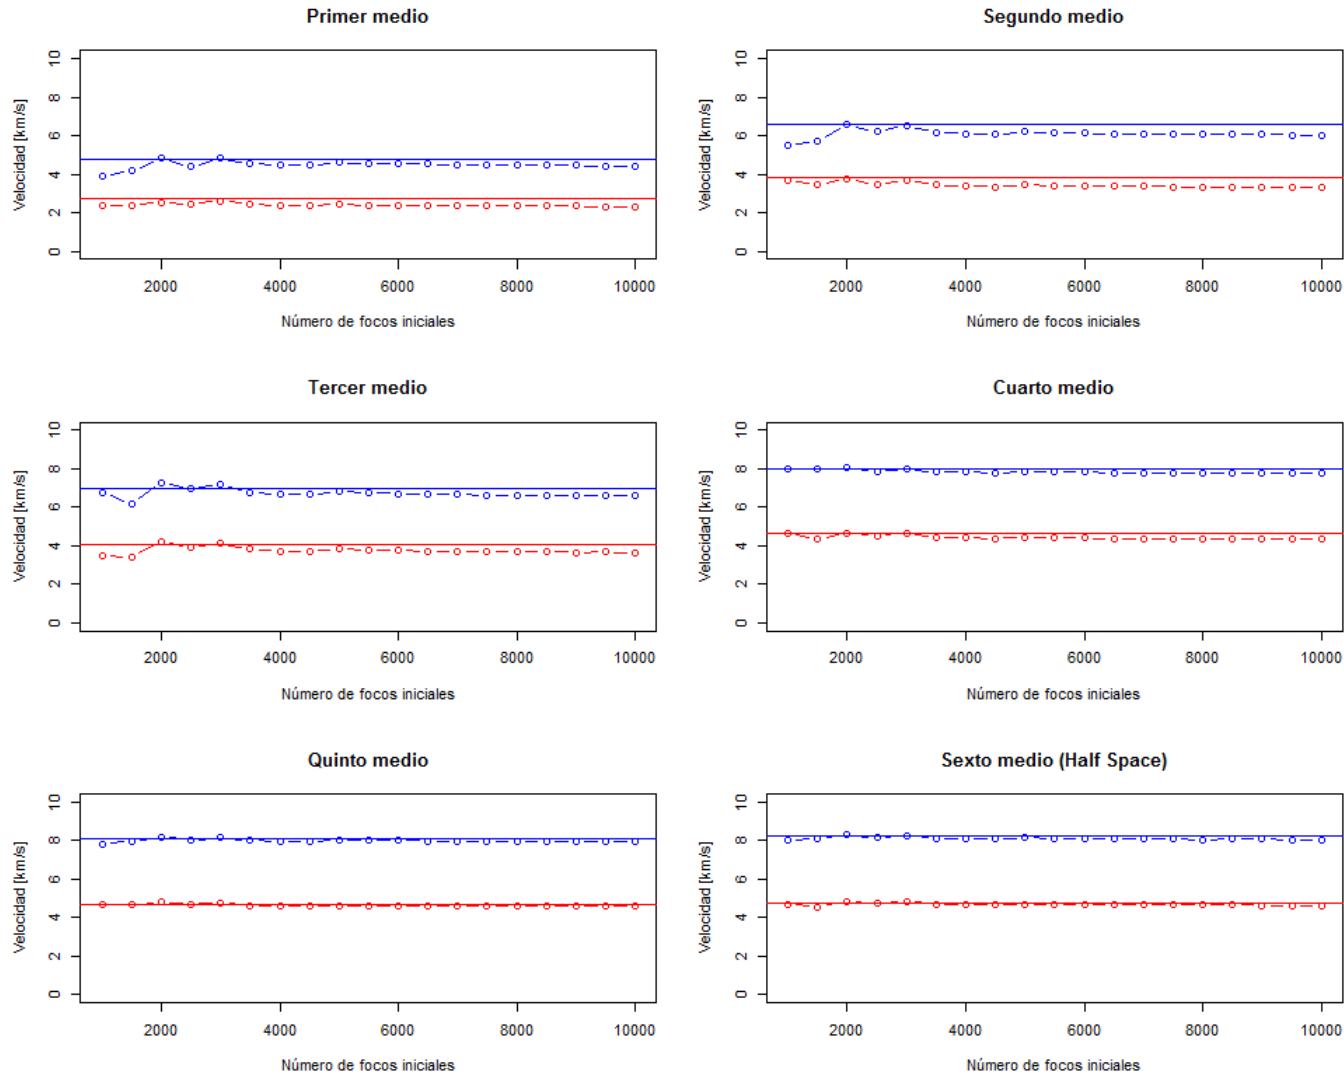 Primer medio
Velocidad [km/s]
10
8
6
4
2
0
2000 4000 6000 8000 10000
Número de focos iniciales
Segundo medio
Velocidad [km/s]
10
8
6
4
2
0
2000 4000 6000 8000 10000
Número de focos iniciales
Tercer medio
Velocidad [km/s]
10
8
6
4
2
0
2000 4000 6000 8000 10000
Número de focos iniciales
Cuarto medio
Velocidad [km/s]
10
8
6
4
2
0
2000 4000 6000 8000 10000
Número de focos iniciales
Quinto medio
Velocidad [km/s]
10
8
6
4
2
0
2000 4000 6000 8000 10000
Número de focos iniciales
Sexto medio (Half Space)
Velocidad [km/s]
10
8
6
4
2
0
2000 4000 6000 8000 10000
Número de focos iniciales